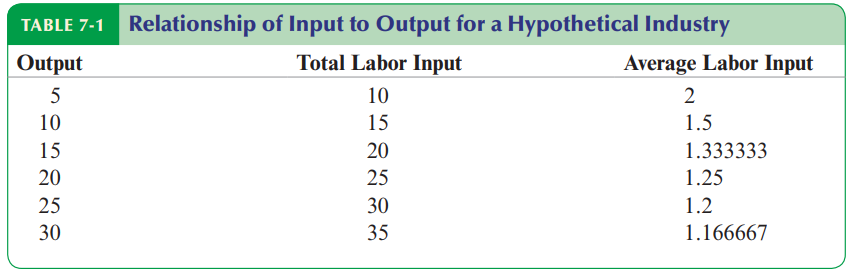 TABLE 7-1 Relationship of Input to Output for a Hypothetical Industry
Output Total Labor Input Average Labor Input
5 10 2
10 15 1.5
15 20 1.333333
20 25 1.25
25 30 1.2
30 35 1.166667